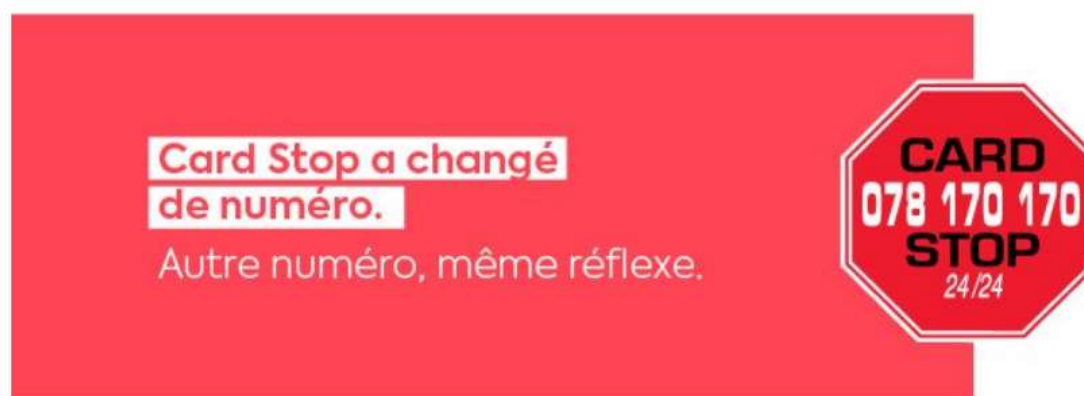 Card Stop a changé
de numéro.
Autre numéro, même réflexe.
CARD
078 170 170
STOP
24/24